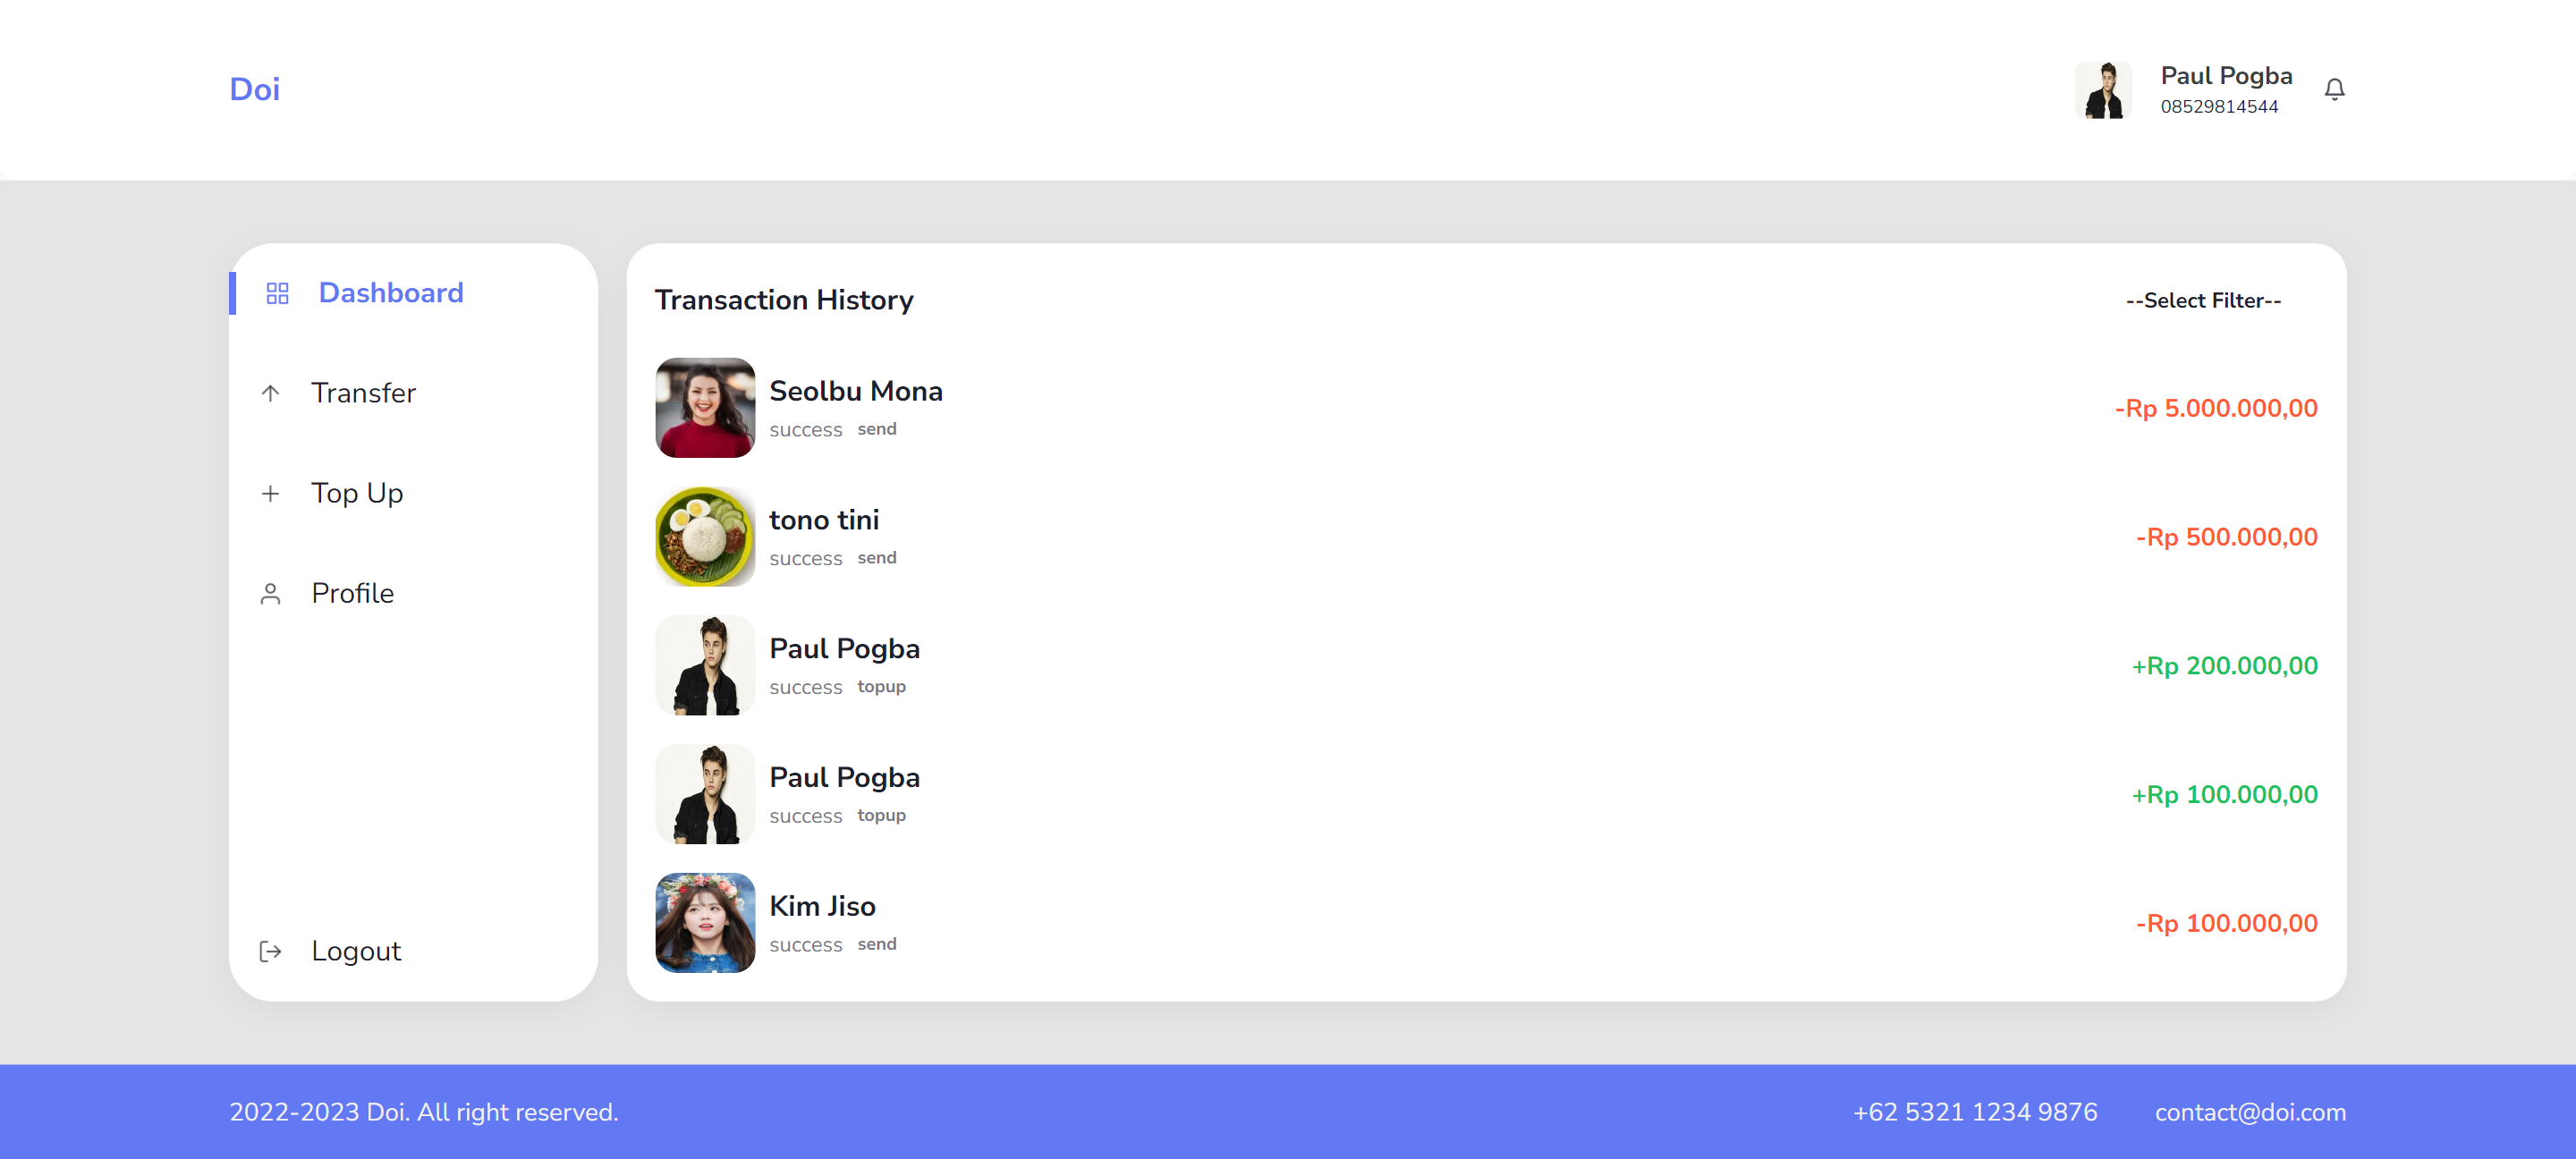 Doi
Paul Pogba
08529814544
Dashboard
Transfer
Top Up
Profile
Logout
Transaction History
--Select Filter--
Seolbu Mona
success send
-Rp 5.000.000,00
tono tini
success send
-Rp 500.000,00
Paul Pogba
success topup
+Rp 200.000,00
Paul Pogba
success topup
+Rp 100.000,00
Kim Jiso
success send
-Rp 100.000,00
2022-2023 Doi. All right reserved.
+62 5321 1234 9876
contact@doi.com